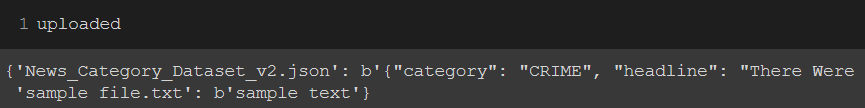 1 uploaded
{'News_Category_Dataset_v2.json': b'{"category": "CRIME", "headline": "There Were
'sample file.txt': b'sample text'}